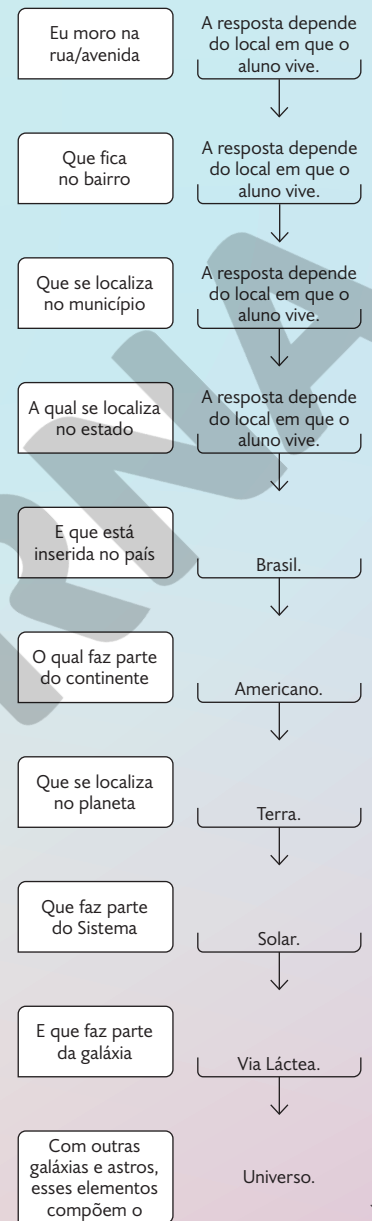 Eu moro na
rua/avenida
A resposta depende
do local em que o
aluno vive.
Que fica
no bairro
A resposta depende
do local em que o
aluno vive.
Que se localiza
no município
A resposta depende
do local em que o
aluno vive.
A qual se localiza
no estado
A resposta depende
do local em que o
aluno vive.
E que está
inserida no país
Brasil.
O qual faz parte
do continente
Americano.
Que se localiza
no planeta
Terra.
Que faz parte
do Sistema
Solar.
E que faz parte
da galáxia
Via Láctea.
Com outras
galáxias e astros,
esses elementos
compõem o
Universo.